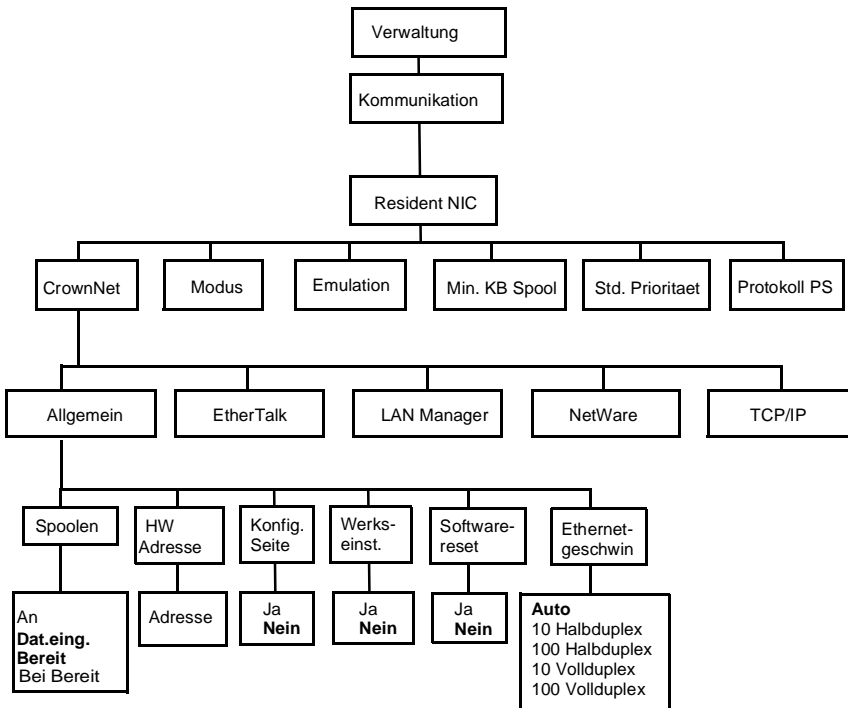 Verwaltung
Kommunikation
Resident NIC
CrownNet
Modus
Emulation
Min. KB Spool
Std. Prioritaet
Protokoll PS
Allgemein
EtherTalk
LAN Manager
NetWare
TCP/IP
Spoolen
HW
Adresse
Konfig.
Seite
Werks-
einst.
Software-
reset
Ethernet-
geschwin
An
Dat.eing.
Bereit
Bei Bereit
Adresse
Ja
Nein
Ja
Nein
Ja
Nein
Auto
10 Halbduplex
100 Halbduplex
10 Vollduplex
100 Vollduplex